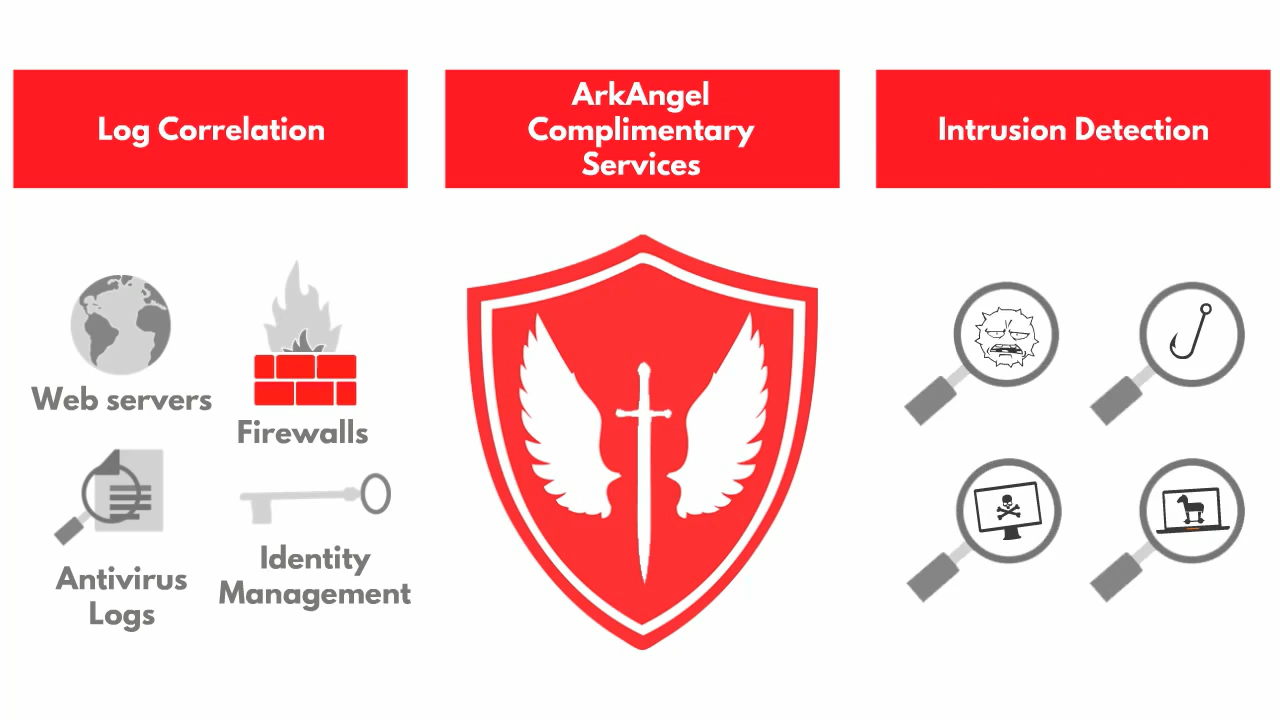 Log Correlation
ArkAngel
Complimentary
Services
Intrusion Detection
Web servers
Firewalls
Antivirus
Logs
Identity
Management